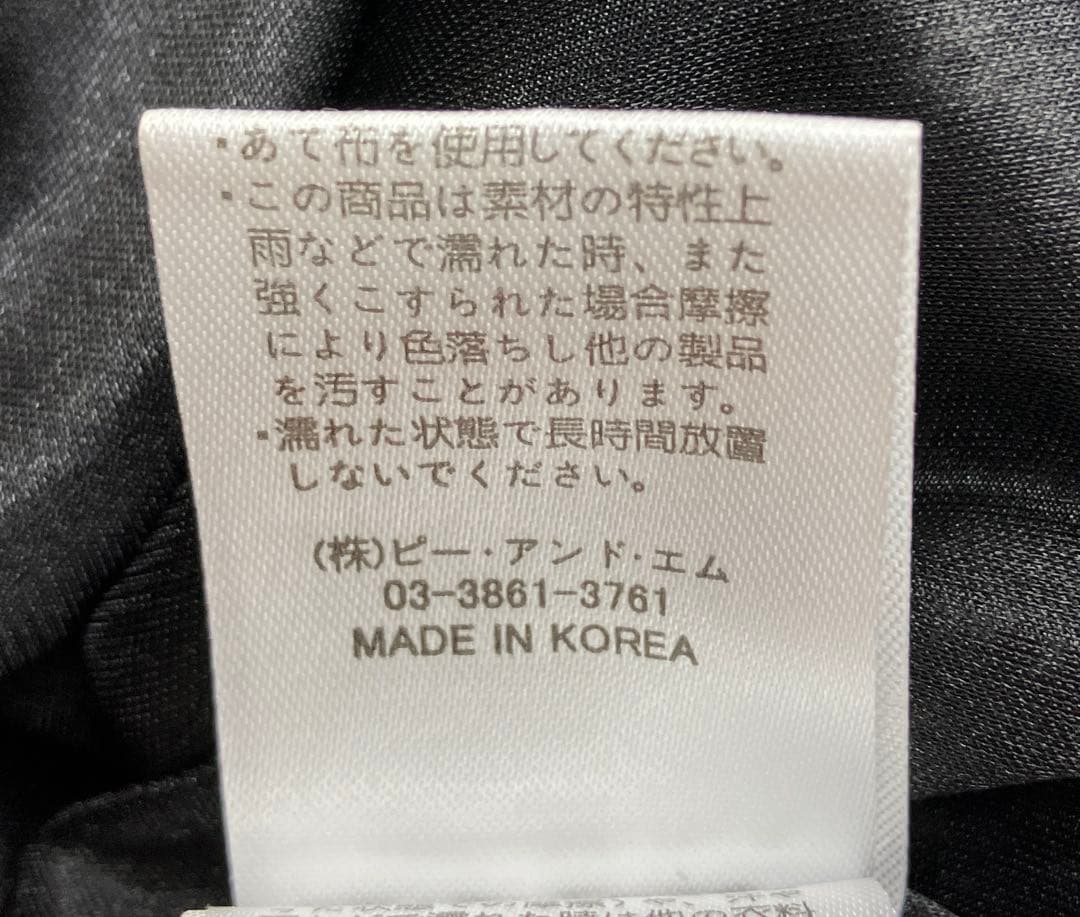 ・あて布を使用してください。
・この商品は素材の特性上
雨などで濡れた時、また
強くこすられた場合摩擦
により色落ちし他の製品
を汚すことがあります。
・濡れた状態で長時間放置
しないでください。
(株)ピー・アンド・エム
03-3861-3761
MADE IN KOREA